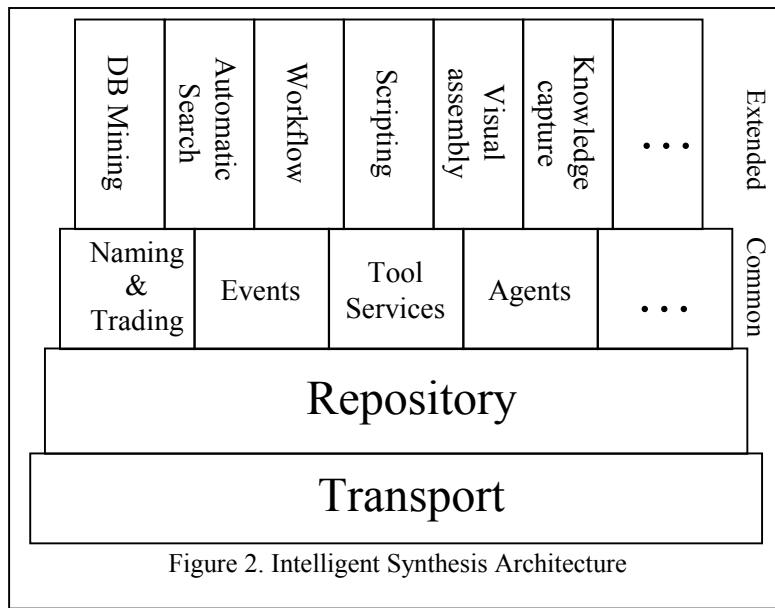 DB Mining
Automatic
Search
Workflow
Scripting
Visual
assembly
Knowledge
capture
...
Extended
Naming
&
Trading
Events
Tool
Services
Agents
...
Common
Repository
Transport
Figure 2. Intelligent Synthesis Architecture